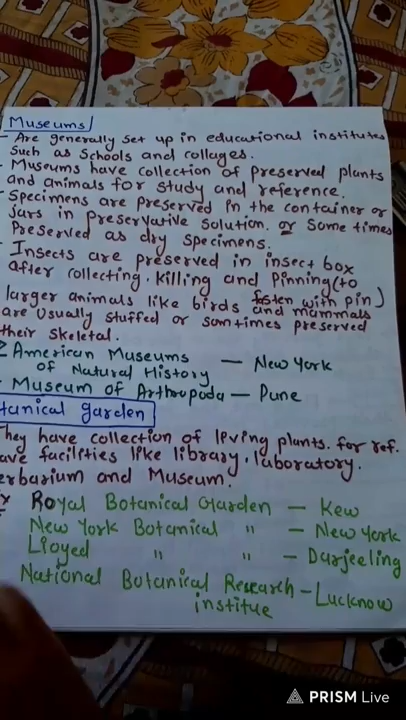 Museums
- Are generally set up in educational institutes
such as schools and collages.
- Museums have collection of preserved plants
and animals for study and reference.
- Specimens are preserved in the container or
jars in preservative solution. or Some times
Preserved as dry specimens.
- Insects are preserved in insect box
after collecting. killing and Pinning(to
fasten with pin)
larger animals like birds and mammals
are usually stuffed or somtimes preserved
their skeletal.
American Museums
of Natural History — New York
Museum of Arthropoda — Pune
tanical garden
hey have collection of leving plants. for ref.
ave facilities like library, laboratory.
erbarium and Museum.
Royal Botanical Garden — Kew
New York Botanical " — New York
Lloyed " " — Darjeeling
National Botanical Research — Lucknow
institue
PRISM Live